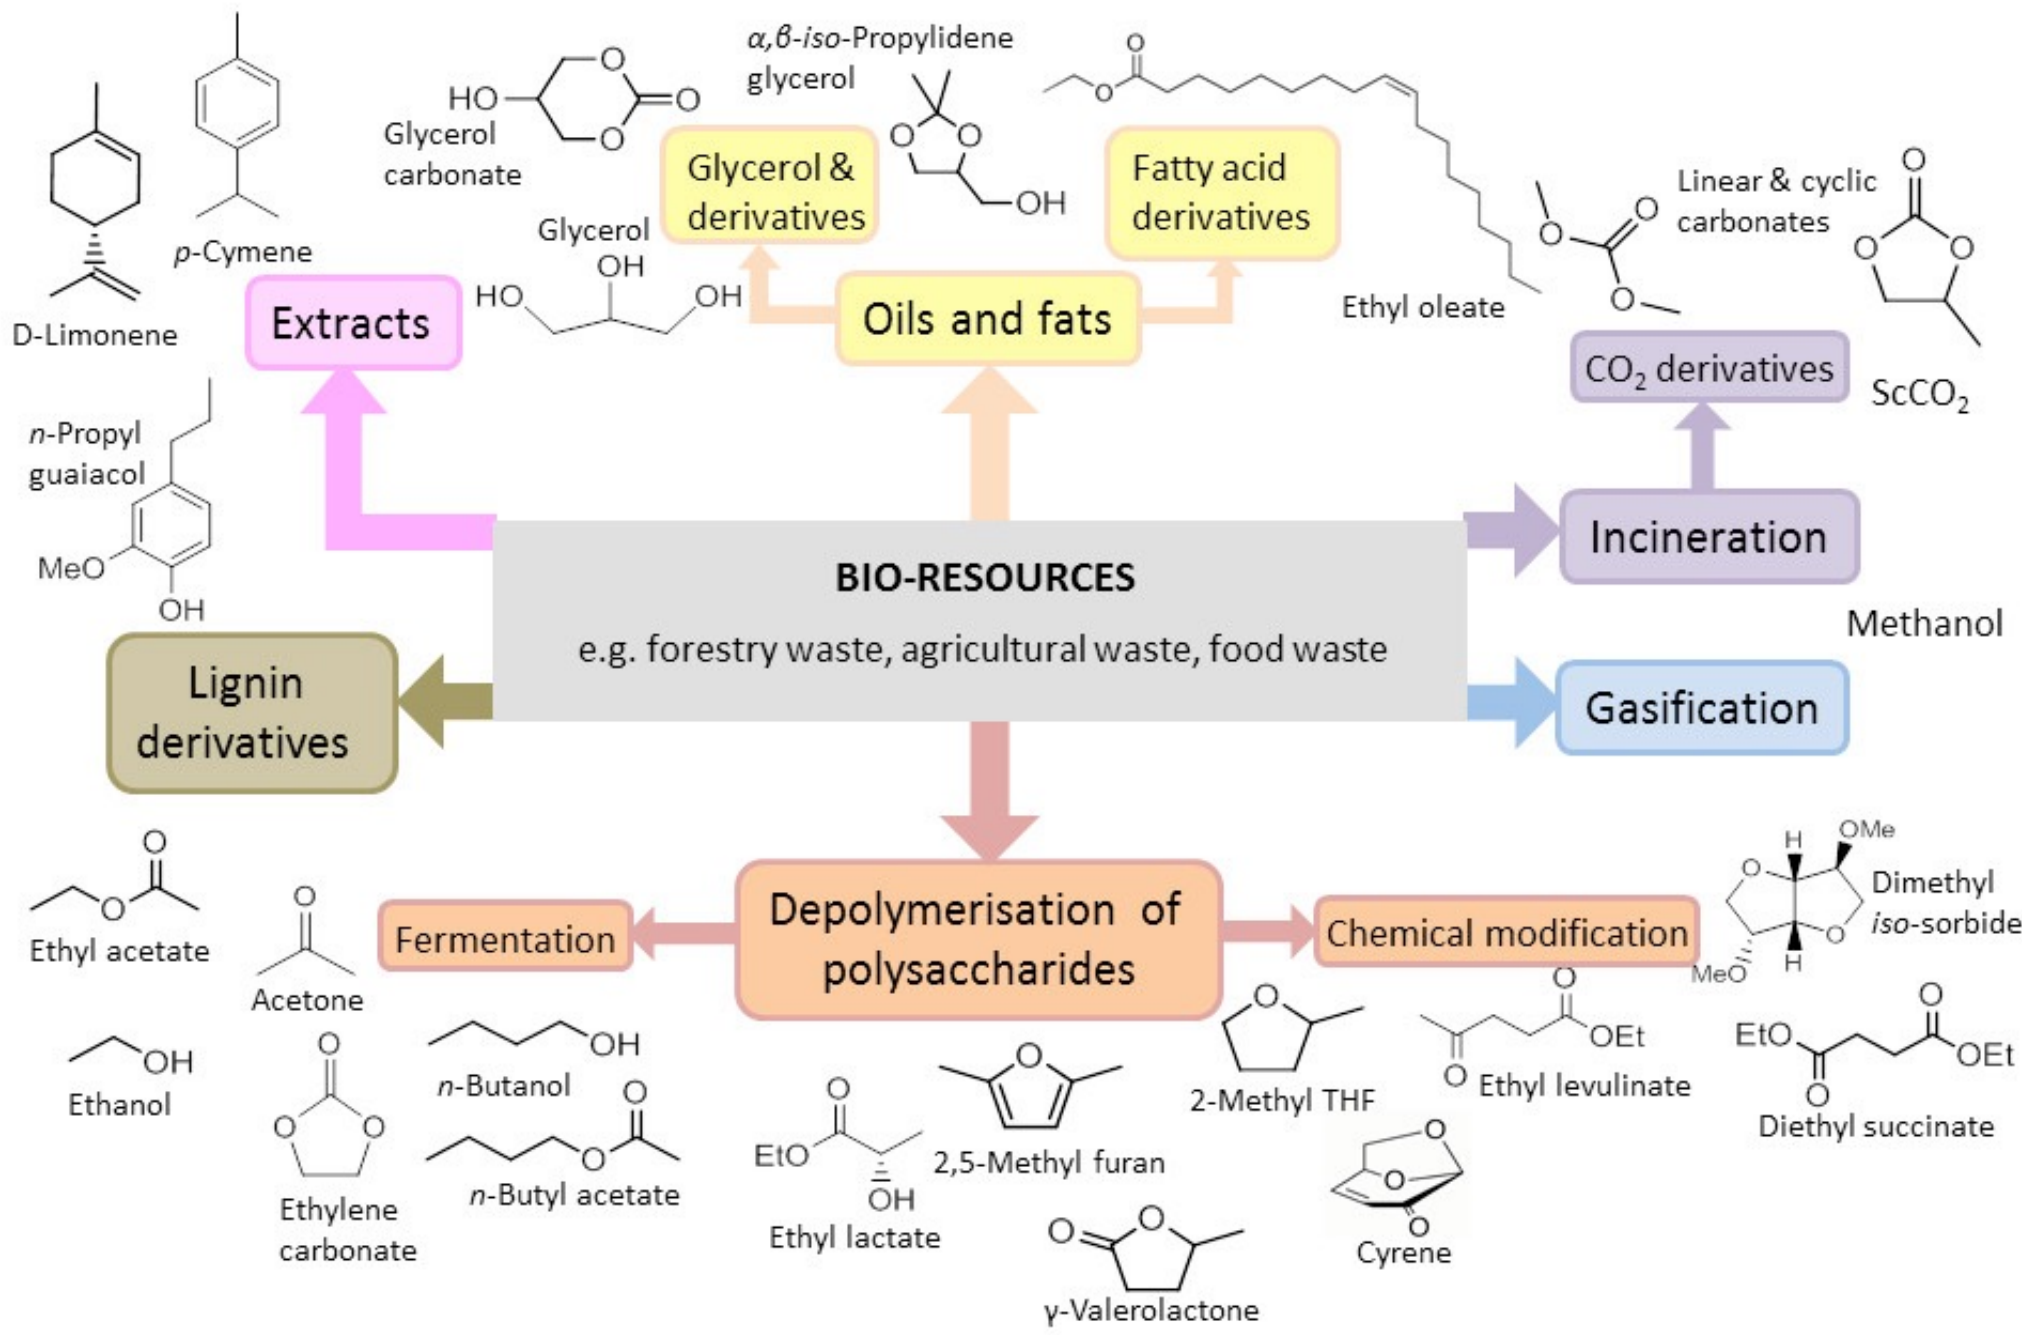 α,β-iso-Propylidene
glycerol
O
O
HO
O
O
Glycerol
carbonate
O
O
OH
O
O
Glycerol &
derivatives
Fatty acid
derivatives
Linear & cyclic
carbonates
O
O
O
O
O
O
p-Cymene
Glycerol
OH
HO
OH
D-Limonene
Extracts
Oils and fats
Ethyl oleate
CO2 derivatives
ScCO2
n-Propyl
guaiacol
MeO
OH
BIO-RESOURCES
e.g. forestry waste, agricultural waste, food waste
Incineration
Methanol
Lignin
derivatives
Gasification
O
O
Ethyl acetate
O
Acetone
Fermentation
Depolymerisation of
polysaccharides
Chemical modification
OMe
H
O
O
H
MeO
Dimethyl
iso-sorbide
OH
Ethanol
O
O
O
Ethylene
carbonate
OH
n-Butanol
O
O
n-Butyl acetate
O
EtO
OH
Ethyl lactate
O
2,5-Methyl furan
O
2-Methyl THF
O
OEt
O
Ethyl levulinate
O
EtO
OEt
O
Diethyl succinate
O
O
γ-Valerolactone
O
O
O
Cyrene